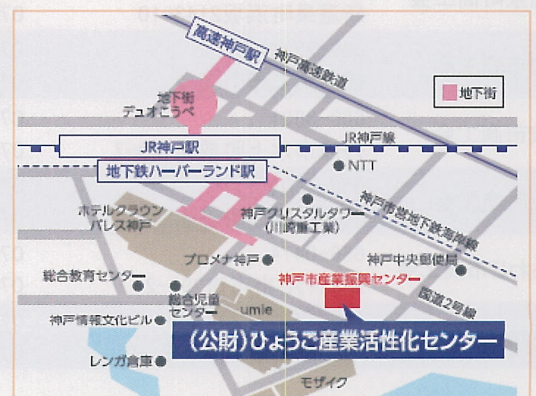 高速神戸駅
神戸高速鉄道
地下街
デュオこうべ
地下街
JR神戸線
JR神戸駅
NTT
地下鉄ハーバーランド駅
神戸市営地下鉄海岸線
ホテルクラウン
パレス神戸
神戸クリスタルタワー
(川崎重工業)
プロメナ神戸
神戸中央郵便局
総合教育センター
神戸市産業振興センター
総合児童
センター
umie
国道2号線
神戸情報文化ビル
(公財)ひょうご産業活性化センター
レンガ倉庫
モザイク